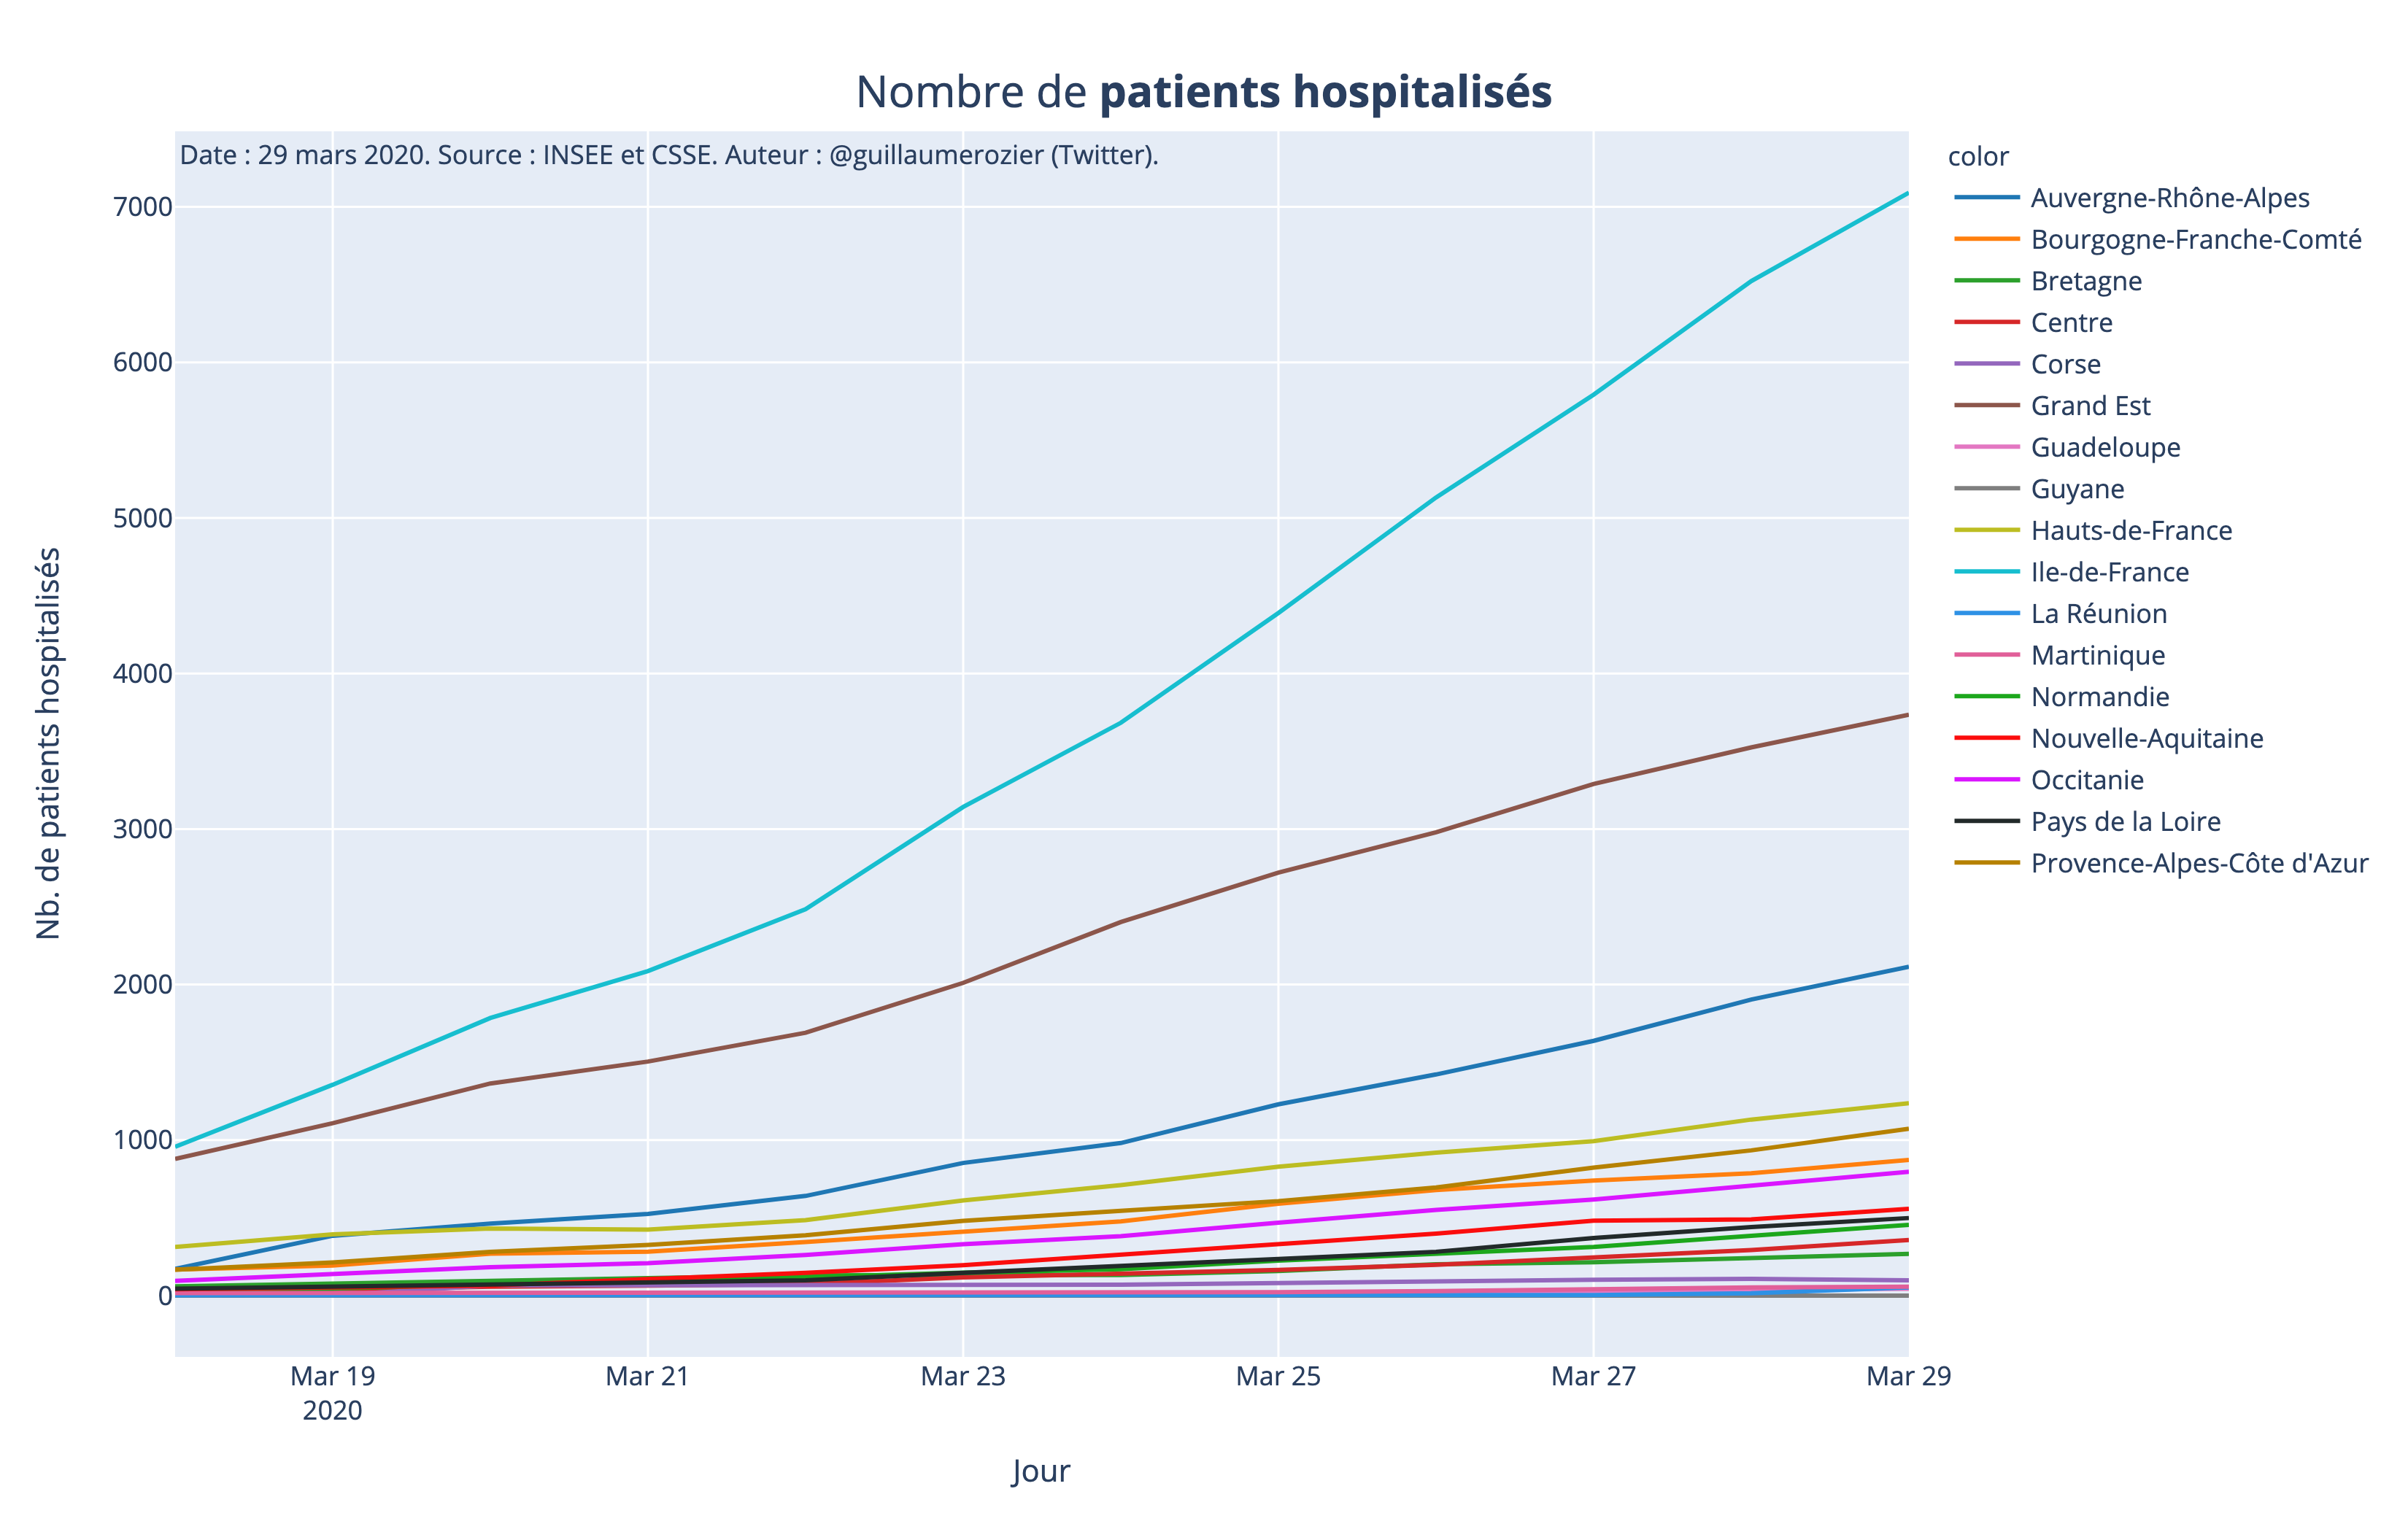 Nombre de patients hospitalisés
Date : 29 mars 2020. Source : INSEE et CSSE. Auteur : @guillaumerozier (Twitter).
Nb. de patients hospitalisés
7000
6000
5000
4000
3000
2000
1000
0
Mar 19
2020
Mar 21
Mar 23
Mar 25
Mar 27
Mar 29
Jour
color
Auvergne-Rhône-Alpes
Bourgogne-Franche-Comté
Bretagne
Centre
Corse
Grand Est
Guadeloupe
Guyane
Hauts-de-France
Ile-de-France
La Réunion
Martinique
Normandie
Nouvelle-Aquitaine
Occitanie
Pays de la Loire
Provence-Alpes-Côte d'Azur